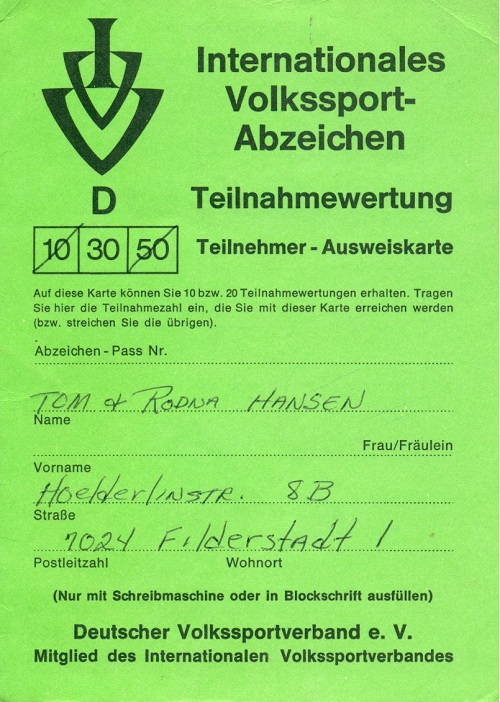 IVV
Internationales
Volkssport-
Abzeichen
D
Teilnahmewertung
10 30 50
Teilnehmer - Ausweiskarte
Auf diese Karte können Sie 10 bzw. 20 Teilnahmewertungen erhalten. Tragen
Sie hier die Teilnahmezahl ein, die Sie mit dieser Karte erreichen werden
(bzw. streichen Sie die übrigen).
Abzeichen - Pass Nr.
TOM & RODNA HANSEN
Name
Frau/Fräulein
Vorname
Hoelderlinstr. 8B
Straße
7024 Filderstadt 1
Postleitzahl Wohnort
(Nur mit Schreibmaschine oder in Blockschrift ausfüllen)
Deutscher Volkssportverband e. V.
Mitglied des Internationalen Volkssportverbandes